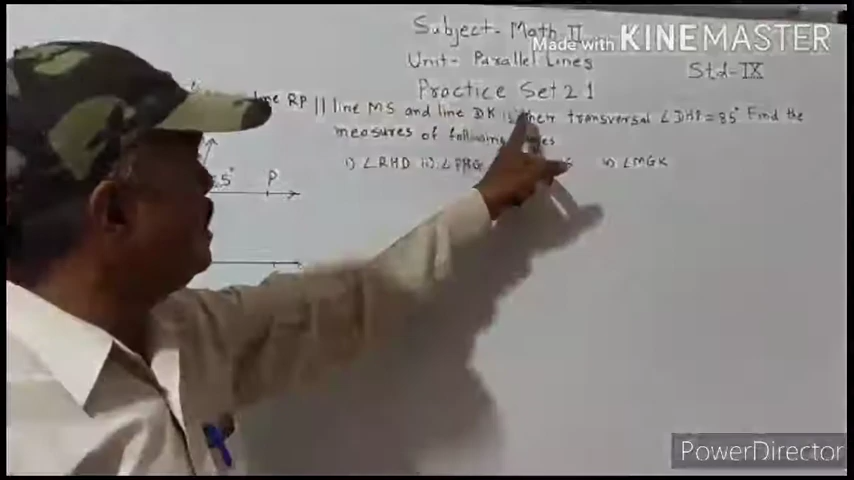 Subject- Math II
Made with KINEMASTER
Unit- Parallel Lines
Std-IX
Practice Set 2 1
line RP || line MS and line DK is their transversal ∠DHP = 85° Find the
measures of following
i) ∠RHD ii) ∠PHG iv) ∠MGK
5° P
PowerDirector